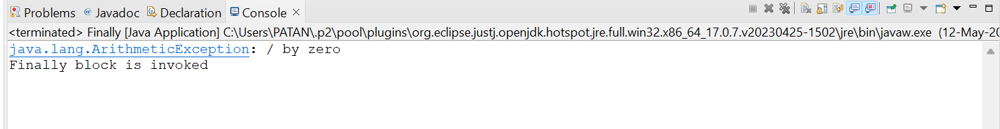 Problems @ Javadoc Declaration Console
<terminated> Finally [Java Application] C:\Users\PATAN\.p2\pool\plugins\org.eclipse.justj.openjdk.hotspot.jre.full.win32.x86_64_17.0.7.v20230425-1502\jre\bin\javaw.exe (12-May-20
java.lang.ArithmeticException: / by zero
Finally block is invoked